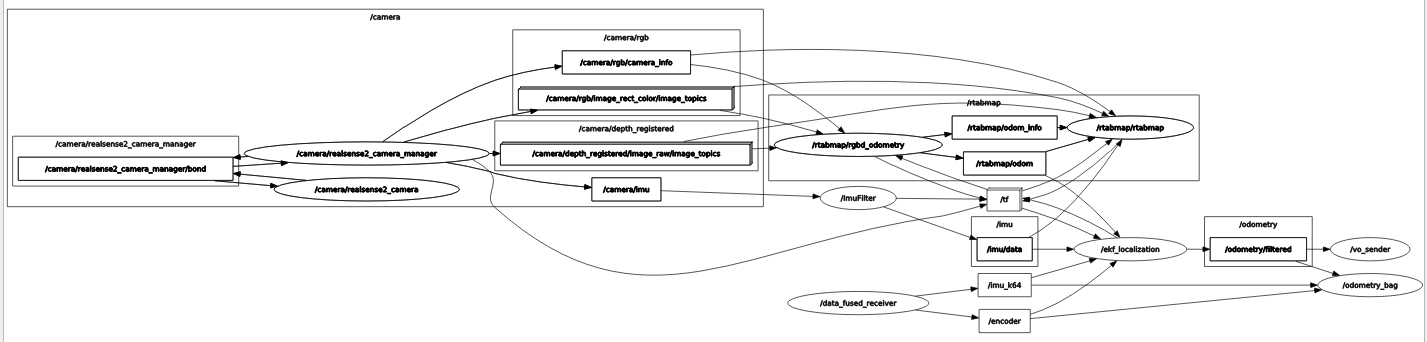 /camera
/camera/rgb
/camera/rgb/camera_info
/camera/rgb/image_rect_color/image_topics
/rtabmap
/camera/depth_registered
/rtabmap/odom_info
/rtabmap/rtabmap
/camera/realsense2_camera_manager
/camera/realsense2_camera_manager
/camera/depth_registered/image_raw/image_topics
/rtabmap/rgbd_odometry
/rtabmap/odom
/camera/realsense2_camera_manager/bond
/camera/realsense2_camera
/camera/imu
/ImuFilter
/tf
/imu
/odometry
/imu/data
/ekf_localization
/odometry/filtered
/vo_sender
/imu_k64
/odometry_bag
/data_fused_receiver
/encoder